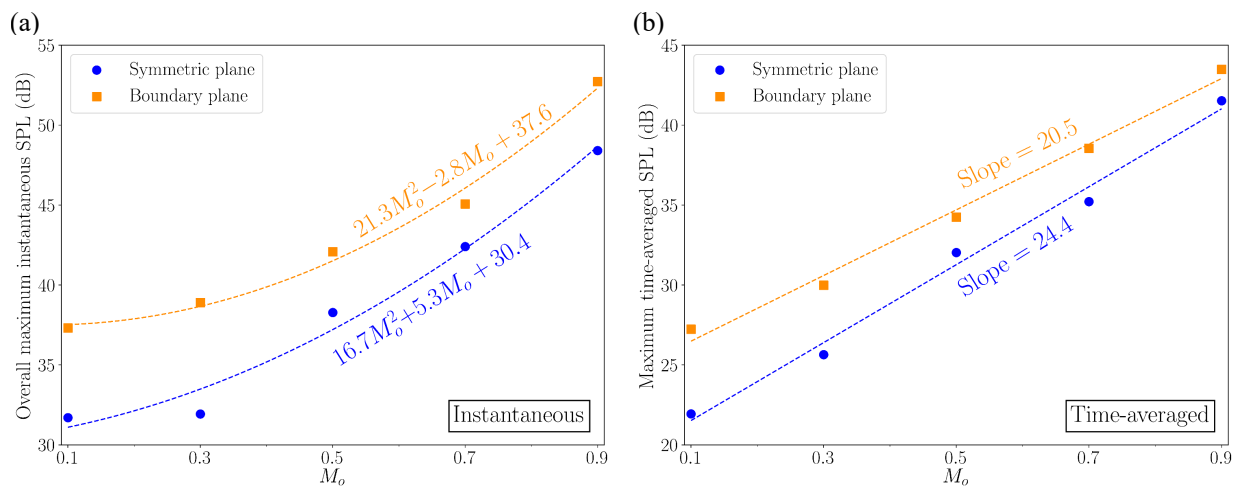 (a)
Overall maximum instantaneous SPL (dB)
55
50
45
40
35
30
Symmetric plane
Boundary plane
21.3M_o^2−2.8M_o+37.6
16.7M_o^2+5.3M_o+30.4
Instantaneous
0.1 0.3 0.5 0.7 0.9
M_o
(b)
Maximum time-averaged SPL (dB)
45
40
35
30
25
20
Symmetric plane
Boundary plane
Slope = 20.5
Slope = 24.4
Time-averaged
0.1 0.3 0.5 0.7 0.9
M_o